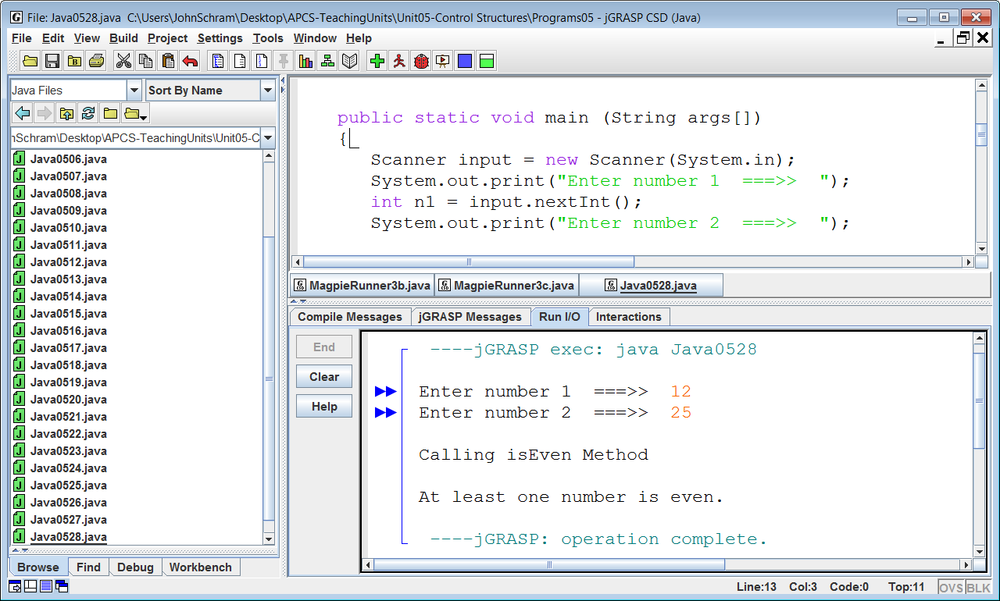 File: Java0528.java  C:\Users\JohnSchram\Desktop\APCS-TeachingUnits\Unit05-Control Structures\Programs05 - jGRASP CSD (Java)
File Edit View Build Project Settings Tools Window Help
Java Files Sort By Name
nSchram\Desktop\APCS-TeachingUnits\Unit05-C
Java0506.java
Java0507.java
Java0508.java
Java0509.java
Java0510.java
Java0511.java
Java0512.java
Java0513.java
Java0514.java
Java0515.java
Java0516.java
Java0517.java
Java0518.java
Java0519.java
Java0520.java
Java0521.java
Java0522.java
Java0523.java
Java0524.java
Java0525.java
Java0526.java
Java0527.java
Java0528.java
Browse Find Debug Workbench
public static void main (String args[])
{
Scanner input = new Scanner(System.in);
System.out.print("Enter number 1  ===>>  ");
int n1 = input.nextInt();
System.out.print("Enter number 2  ===>>  ");
MagpieRunner3b.java MagpieRunner3c.java Java0528.java
Compile Messages jGRASP Messages Run I/O Interactions
End
Clear
Help
----jGRASP exec: java Java0528
Enter number 1  ===>>  12
Enter number 2  ===>>  25
Calling isEven Method
At least one number is even.
----jGRASP: operation complete.
Line:13 Col:3 Code:0 Top:11 OVS BLK